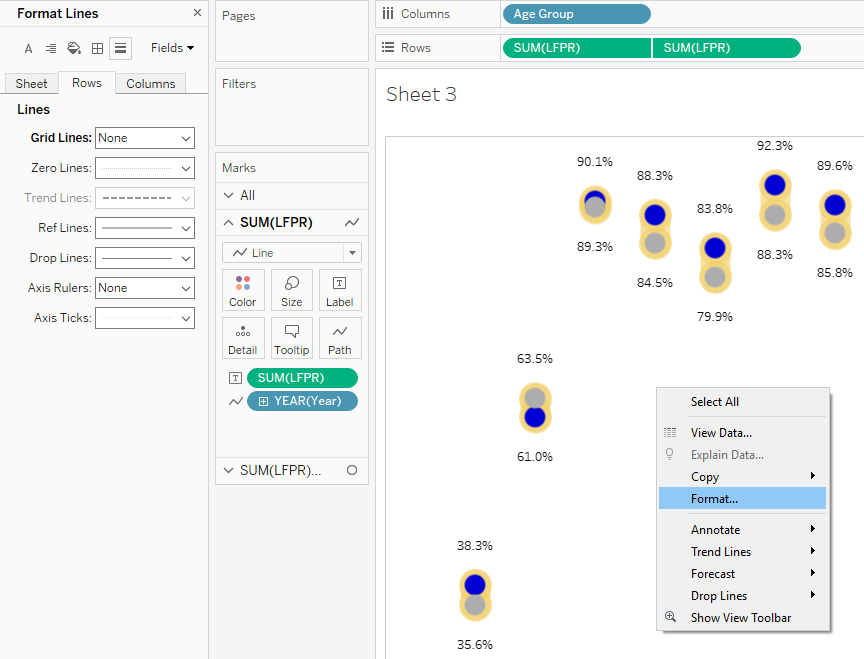 Format Lines
×
A
Fields
Sheet
Rows
Columns
Lines
Grid Lines: None
Zero Lines:
Trend Lines:
Ref Lines:
Drop Lines:
Axis Rulers: None
Axis Ticks:
Pages
Filters
Marks
All
SUM(LFPR)
Line
Color
Size
T
Label
Detail
Tooltip
Path
T
SUM(LFPR)
YEAR(Year)
SUM(LFPR)...
Columns
Age Group
Rows
SUM(LFPR)
SUM(LFPR)
Sheet 3
92.3%
90.1%
89.6%
88.3%
83.8%
89.3%
88.3%
85.8%
84.5%
79.9%
63.5%
61.0%
38.3%
35.6%
Select All
View Data...
Explain Data...
Copy
Format...
Annotate
Trend Lines
Forecast
Drop Lines
Show View Toolbar